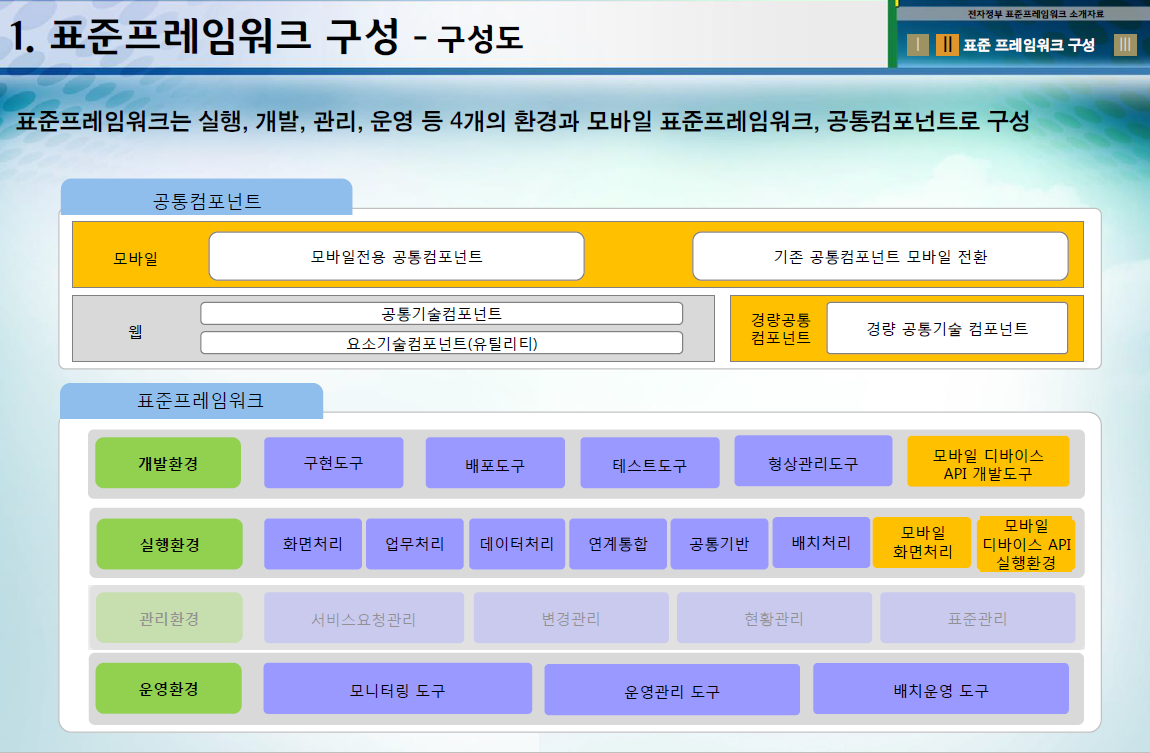 1. 표준프레임워크 구성 - 구성도
전자정부 표준프레임워크 소개자료
I II 표준 프레임워크 구성 III
표준프레임워크는 실행, 개발, 관리, 운영 등 4개의 환경과 모바일 표준프레임워크, 공통컴포넌트로 구성
공통컴포넌트
모바일
모바일전용 공통컴포넌트
기존 공통컴포넌트 모바일 전환
웹
공통기술컴포넌트
요소기술컴포넌트(유틸리티)
경량공통
컴포넌트
경량 공통기술 컴포넌트
표준프레임워크
개발환경
구현도구
배포도구
테스트도구
형상관리도구
모바일 디바이스
API 개발도구
실행환경
화면처리
업무처리
데이터처리
연계통합
공통기반
배치처리
모바일
화면처리
모바일
디바이스 API
실행환경
관리환경
서비스요청관리
변경관리
현황관리
표준관리
운영환경
모니터링 도구
운영관리 도구
배치운영 도구